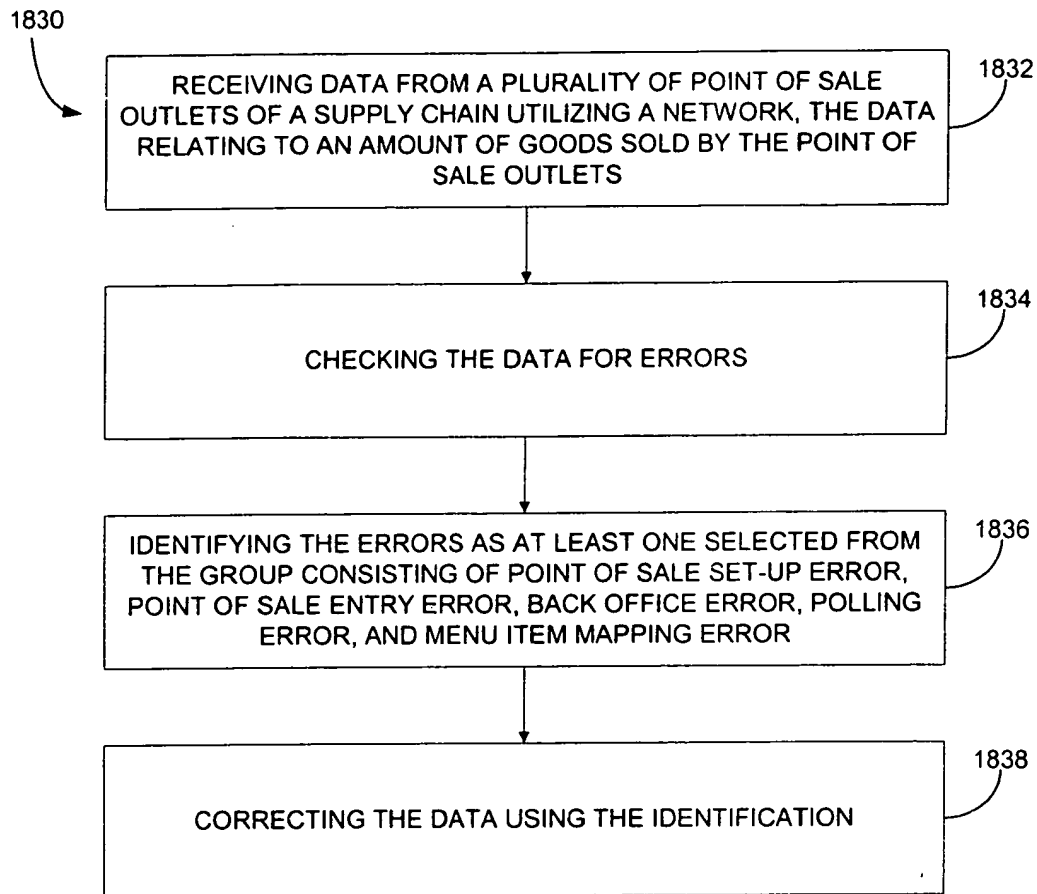 1830
RECEIVING DATA FROM A PLURALITY OF POINT OF SALE
OUTLETS OF A SUPPLY CHAIN UTILIZING A NETWORK, THE DATA
RELATING TO AN AMOUNT OF GOODS SOLD BY THE POINT OF
SALE OUTLETS
1832
CHECKING THE DATA FOR ERRORS
1834
IDENTIFYING THE ERRORS AS AT LEAST ONE SELECTED FROM
THE GROUP CONSISTING OF POINT OF SALE SET-UP ERROR,
POINT OF SALE ENTRY ERROR, BACK OFFICE ERROR, POLLING
ERROR, AND MENU ITEM MAPPING ERROR
1836
CORRECTING THE DATA USING THE IDENTIFICATION
1838